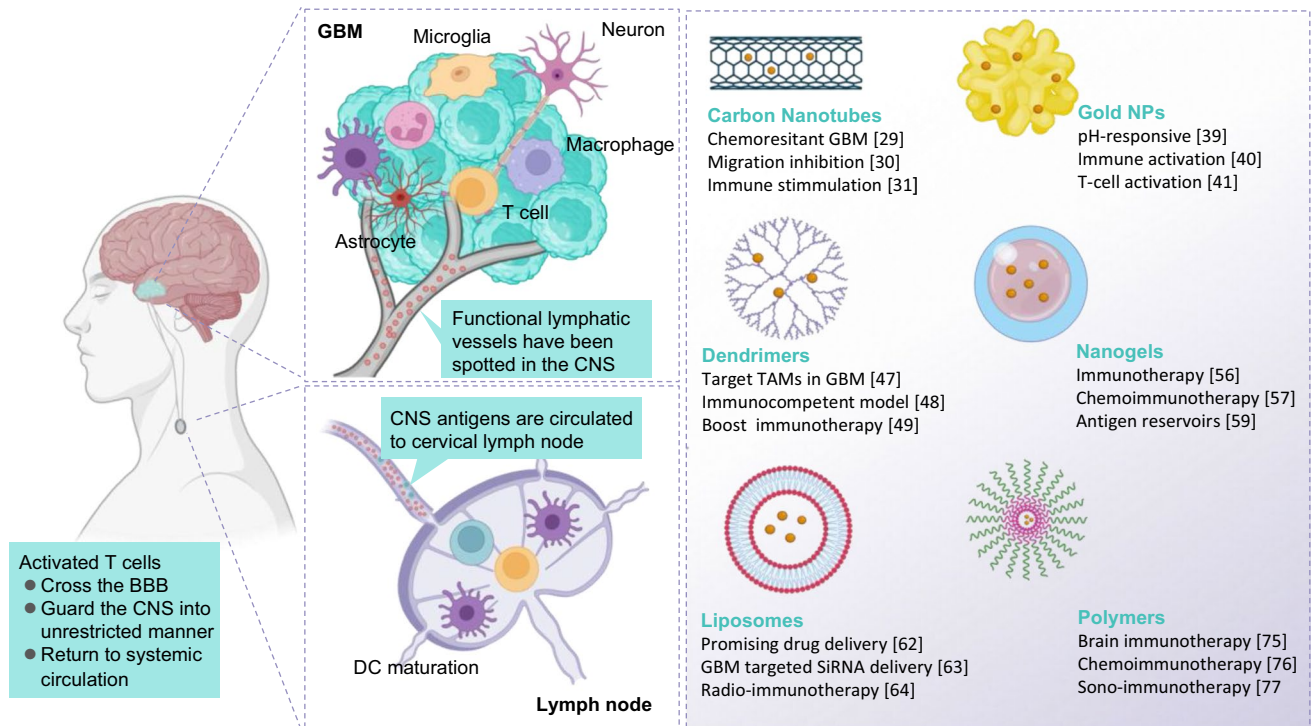 GBM
Microglia
Neuron
Macrophage
T cell
Astrocyte
Functional lymphatic
vessels have been
spotted in the CNS
CNS antigens are circulated
to cervical lymph node
DC maturation
Lymph node
Activated T cells
● Cross the BBB
● Guard the CNS into
unrestricted manner
● Return to systemic
circulation
Carbon Nanotubes
Chemoresitant GBM [29]
Migration inhibition [30]
Immune stimmulation [31]
Gold NPs
pH-responsive [39]
Immune activation [40]
T-cell activation [41]
Dendrimers
Target TAMs in GBM [47]
Immunocompetent model [48]
Boost immunotherapy [49]
Nanogels
Immunotherapy [56]
Chemoimmunotherapy [57]
Antigen reservoirs [59]
Liposomes
Promising drug delivery [62]
GBM targeted SiRNA delivery [63]
Radio-immunotherapy [64]
Polymers
Brain immunotherapy [75]
Chemoimmunotherapy [76]
Sono-immunotherapy [77